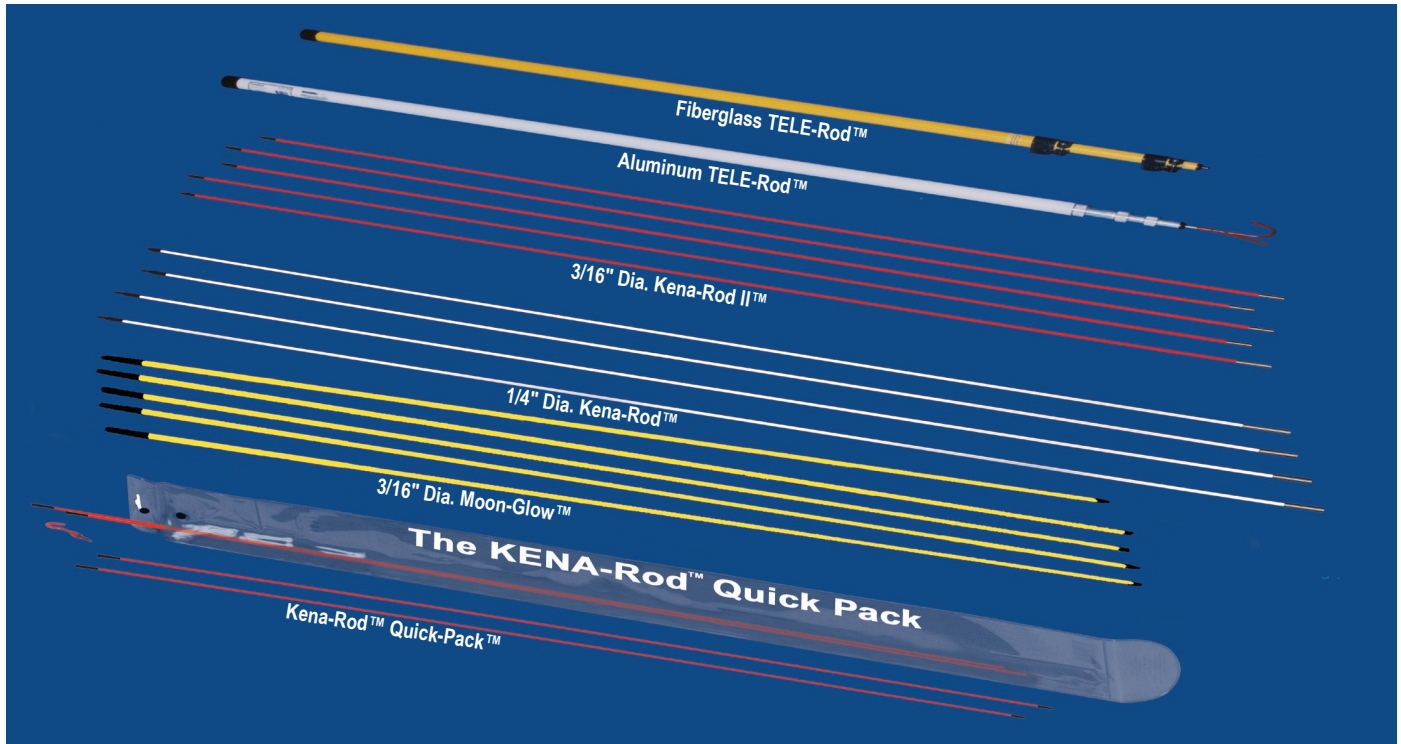 Fiberglass TELE-Rod™
Aluminum TELE-Rod™
3/16" Dia. Kena-Rod II™
1/4" Dia. Kena-Rod™
3/16" Dia. Moon-Glow™
The KENA-Rod™ Quick Pack
Kena-Rod™ Quick-Pack™